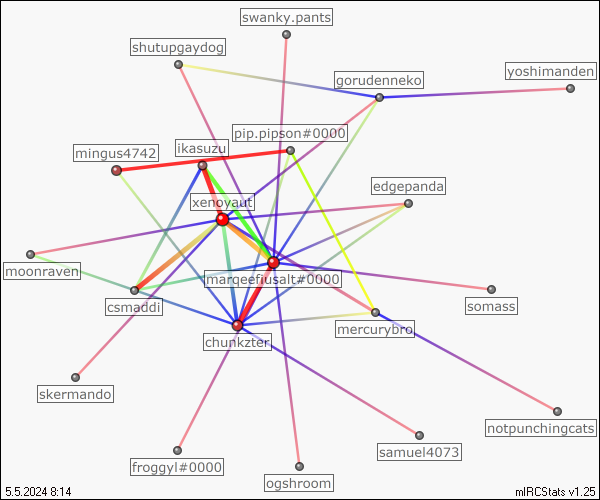 swanky.pants
shutupgaydog
gorudenneko
yoshimanden
pip.pipson#0000
ikasuzu
mingus4742
edgepanda
xenoyaut
moonraven
marqeefiusalt#0000
somass
csmaddi
mercurybro
chunkzter
skermando
notpunchingcats
samuel4073
froggyl#0000
ogshroom
5.5.2024 8:14
mIRCStats v1.25